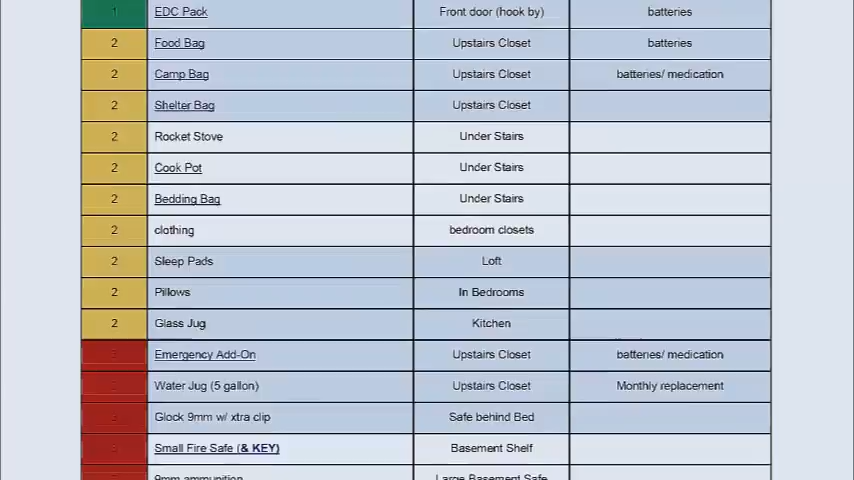 1 EDC Pack Front door (hook by) batteries
2 Food Bag Upstairs Closet batteries
2 Camp Bag Upstairs Closet batteries/ medication
2 Shelter Bag Upstairs Closet
2 Rocket Stove Under Stairs
2 Cook Pot Under Stairs
2 Bedding Bag Under Stairs
2 clothing bedroom closets
2 Sleep Pads Loft
2 Pillows In Bedrooms
2 Glass Jug Kitchen
3 Emergency Add-On Upstairs Closet batteries/ medication
Water Jug (5 gallon) Upstairs Closet Monthly replacement
3 Glock 9mm w/ xtra clip Safe behind Bed
3 Small Fire Safe (& KEY) Basement Shelf
9mm ammunition Large Basement Safe